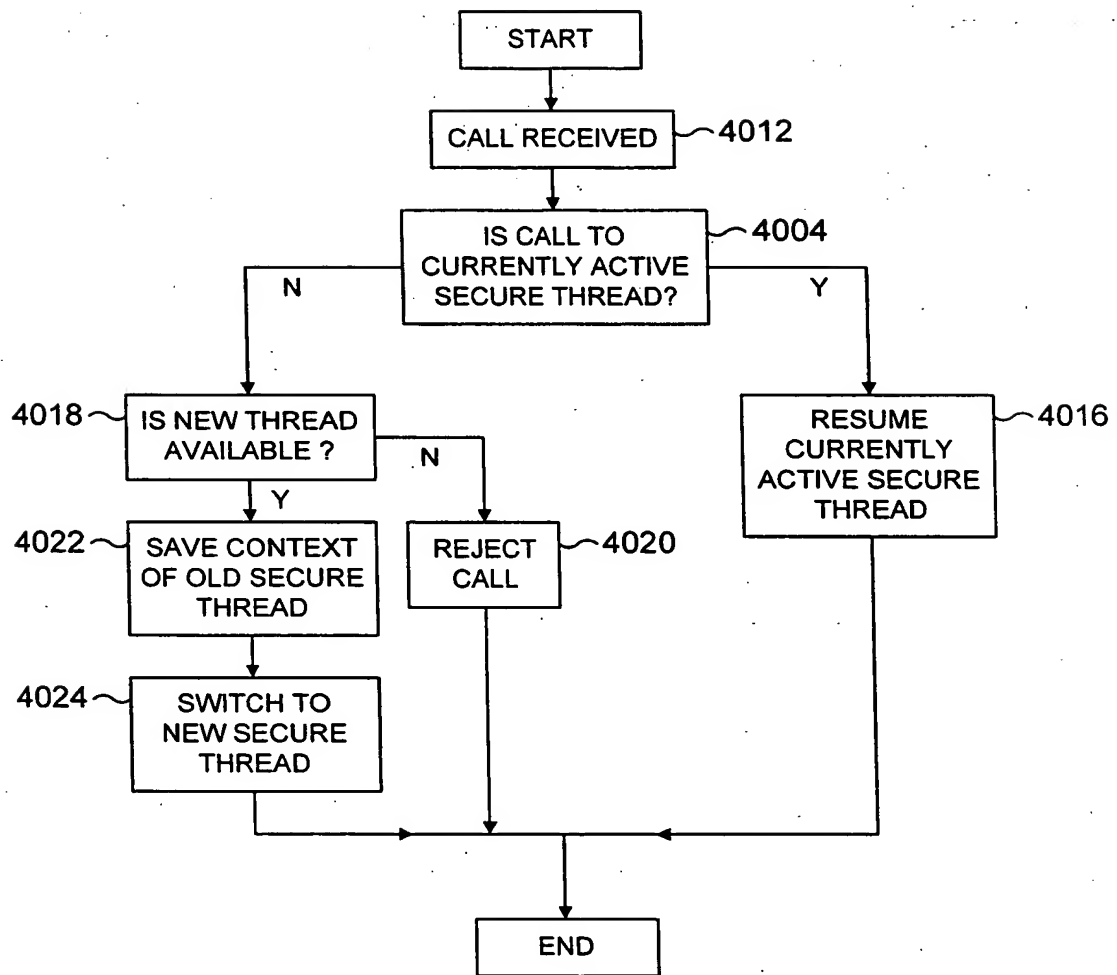 START
CALL RECEIVED
4012
IS CALL TO
CURRENTLY ACTIVE
SECURE THREAD?
4004
N
Y
4018
IS NEW THREAD
AVAILABLE ?
N
Y
RESUME
CURRENTLY
ACTIVE SECURE
THREAD
4016
4022
SAVE CONTEXT
OF OLD SECURE
THREAD
REJECT
CALL
4020
4024
SWITCH TO
NEW SECURE
THREAD
END